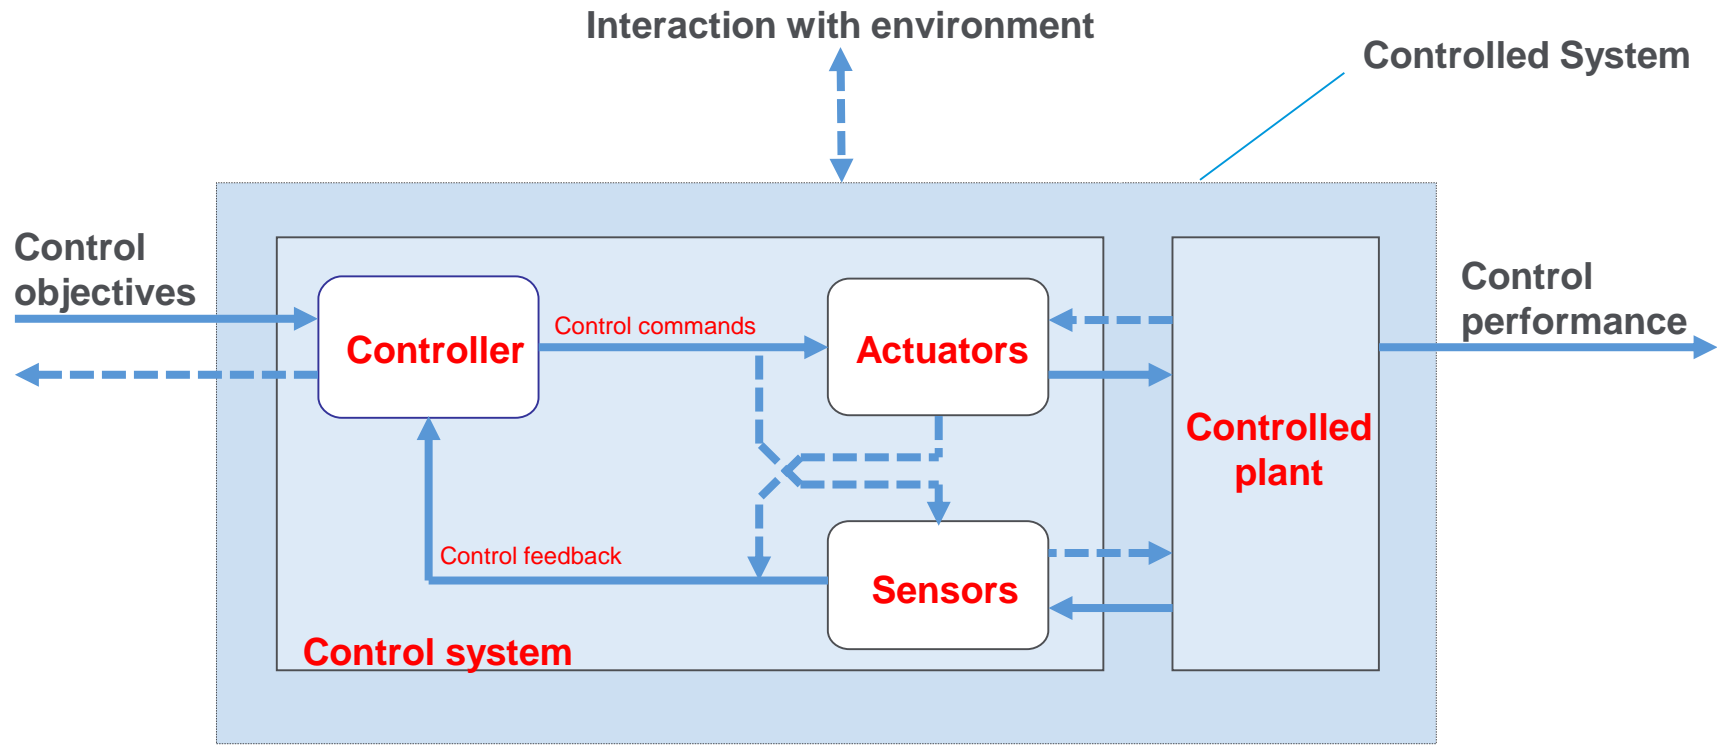 Interaction with environment
Controlled System
Control
objectives
Control
performance
Controller
Control commands
Actuators
Controlled
plant
Control feedback
Sensors
Control system